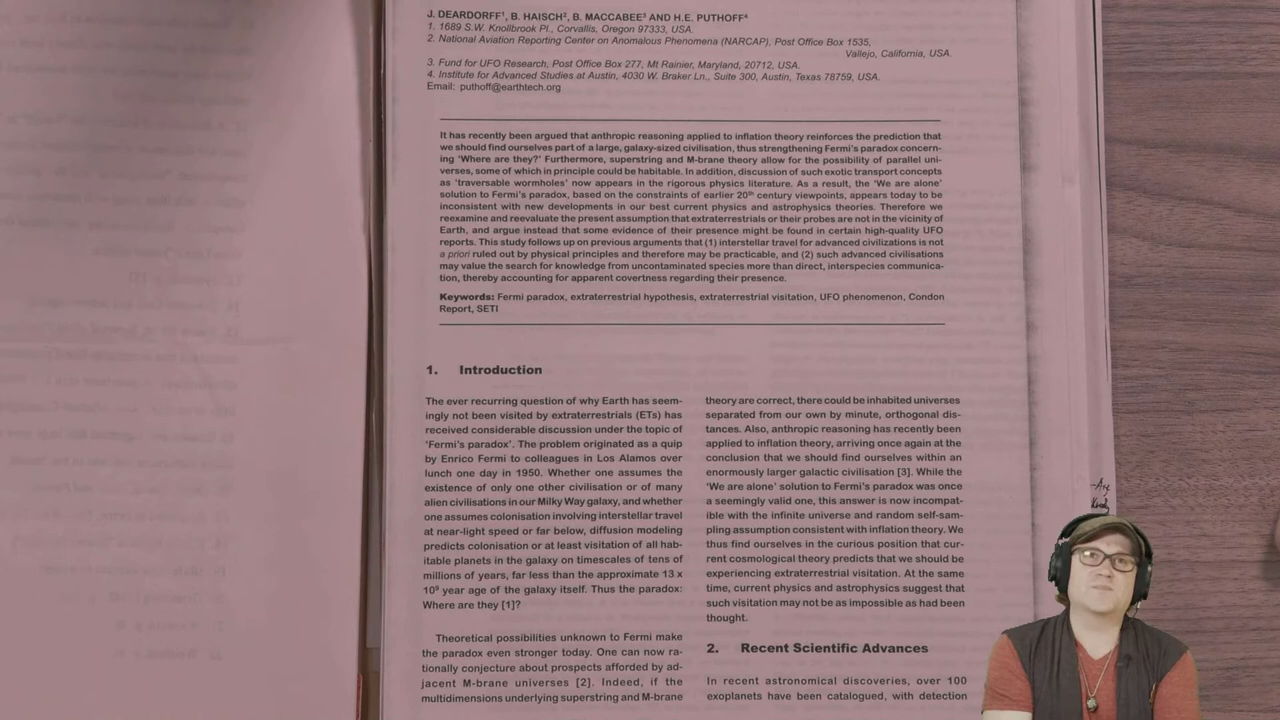 J. DEARDORFF¹, B. HAISCH², B. MACCABEE³ AND H.E. PUTHOFF⁴
1. 1689 S.W. Knollbrook Pl., Corvallis, Oregon 97333, USA.
2. National Aviation Reporting Center on Anomalous Phenomena (NARCAP), Post Office Box 1535,
Vallejo, California, USA.
3. Fund for UFO Research, Post Office Box 277, Mt Rainier, Maryland, 20712, USA.
4. Institute for Advanced Studies at Austin, 4030 W. Braker Ln., Suite 300, Austin, Texas 78759, USA.
Email: puthoff@earthtech.org
It has recently been argued that anthropic reasoning applied to inflation theory reinforces the prediction that
we should find ourselves part of a large, galaxy-sized civilisation, thus strengthening Fermi's paradox concern-
ing 'Where are they?' Furthermore, superstring and M-brane theory allow for the possibility of parallel uni-
verses, some of which in principle could be habitable. In addition, discussion of such exotic transport concepts
as 'traversable wormholes' now appears in the rigorous physics literature. As a result, the 'We are alone'
solution to Fermi's paradox, based on the constraints of earlier 20th century viewpoints, appears today to be
inconsistent with new developments in our best current physics and astrophysics theories. Therefore we
reexamine and reevaluate the present assumption that extraterrestrials or their probes are not in the vicinity of
Earth, and argue instead that some evidence of their presence might be found in certain high-quality UFO
reports. This study follows up on previous arguments that (1) interstellar travel for advanced civilizations is not
a priori ruled out by physical principles and therefore may be practicable, and (2) such advanced civilisations
may value the search for knowledge from uncontaminated species more than direct, interspecies communica-
tion, thereby accounting for apparent covertness regarding their presence.
Keywords: Fermi paradox, extraterrestrial hypothesis, extraterrestrial visitation, UFO phenomenon, Condon
Report, SETI
1. Introduction
The ever recurring question of why Earth has seem-
ingly not been visited by extraterrestrials (ETs) has
received considerable discussion under the topic of
'Fermi's paradox'. The problem originated as a quip
by Enrico Fermi to colleagues in Los Alamos over
lunch one day in 1950. Whether one assumes the
existence of only one other civilisation or of many
alien civilisations in our Milky Way galaxy, and whether
one assumes colonisation involving interstellar travel
at near-light speed or far below, diffusion modeling
predicts colonisation or at least visitation of all hab-
itable planets in the galaxy on timescales of tens of
millions of years, far less than the approximate 13 x
10⁹ year age of the galaxy itself. Thus the paradox:
Where are they [1]?
Theoretical possibilities unknown to Fermi make
the paradox even stronger today. One can now ra-
tionally conjecture about prospects afforded by ad-
jacent M-brane universes [2]. Indeed, if the
multidimensions underlying superstring and M-brane
theory are correct, there could be inhabited universes
separated from our own by minute, orthogonal dis-
tances. Also, anthropic reasoning has recently been
applied to inflation theory, arriving once again at the
conclusion that we should find ourselves within an
enormously larger galactic civilisation [3]. While the
'We are alone' solution to Fermi's paradox was once
a seemingly valid one, this answer is now incompat-
ible with the infinite universe and random self-sam-
pling assumption consistent with inflation theory. We
thus find ourselves in the curious position that cur-
rent cosmological theory predicts that we should be
experiencing extraterrestrial visitation. At the same
time, current physics and astrophysics suggest that
such visitation may not be as impossible as had been
thought.
2. Recent Scientific Advances
In recent astronomical discoveries, over 100
exoplanets have been catalogued, with detection